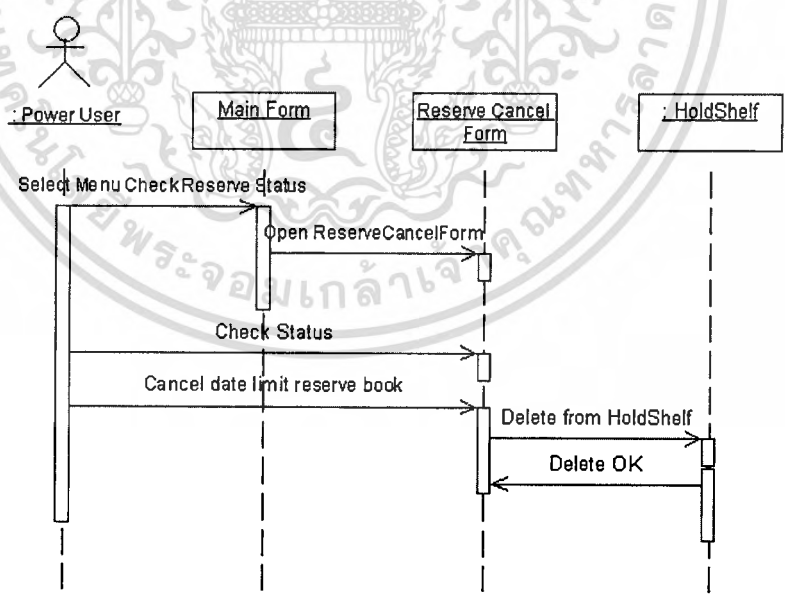 : Power User
Main Form
Reserve Cancel
Form
: HoldShelf
Select Menu CheckReserve Status
Open ReserveCancelForm
Check Status
Cancel date limit reserve book
Delete from HoldShelf
Delete OK